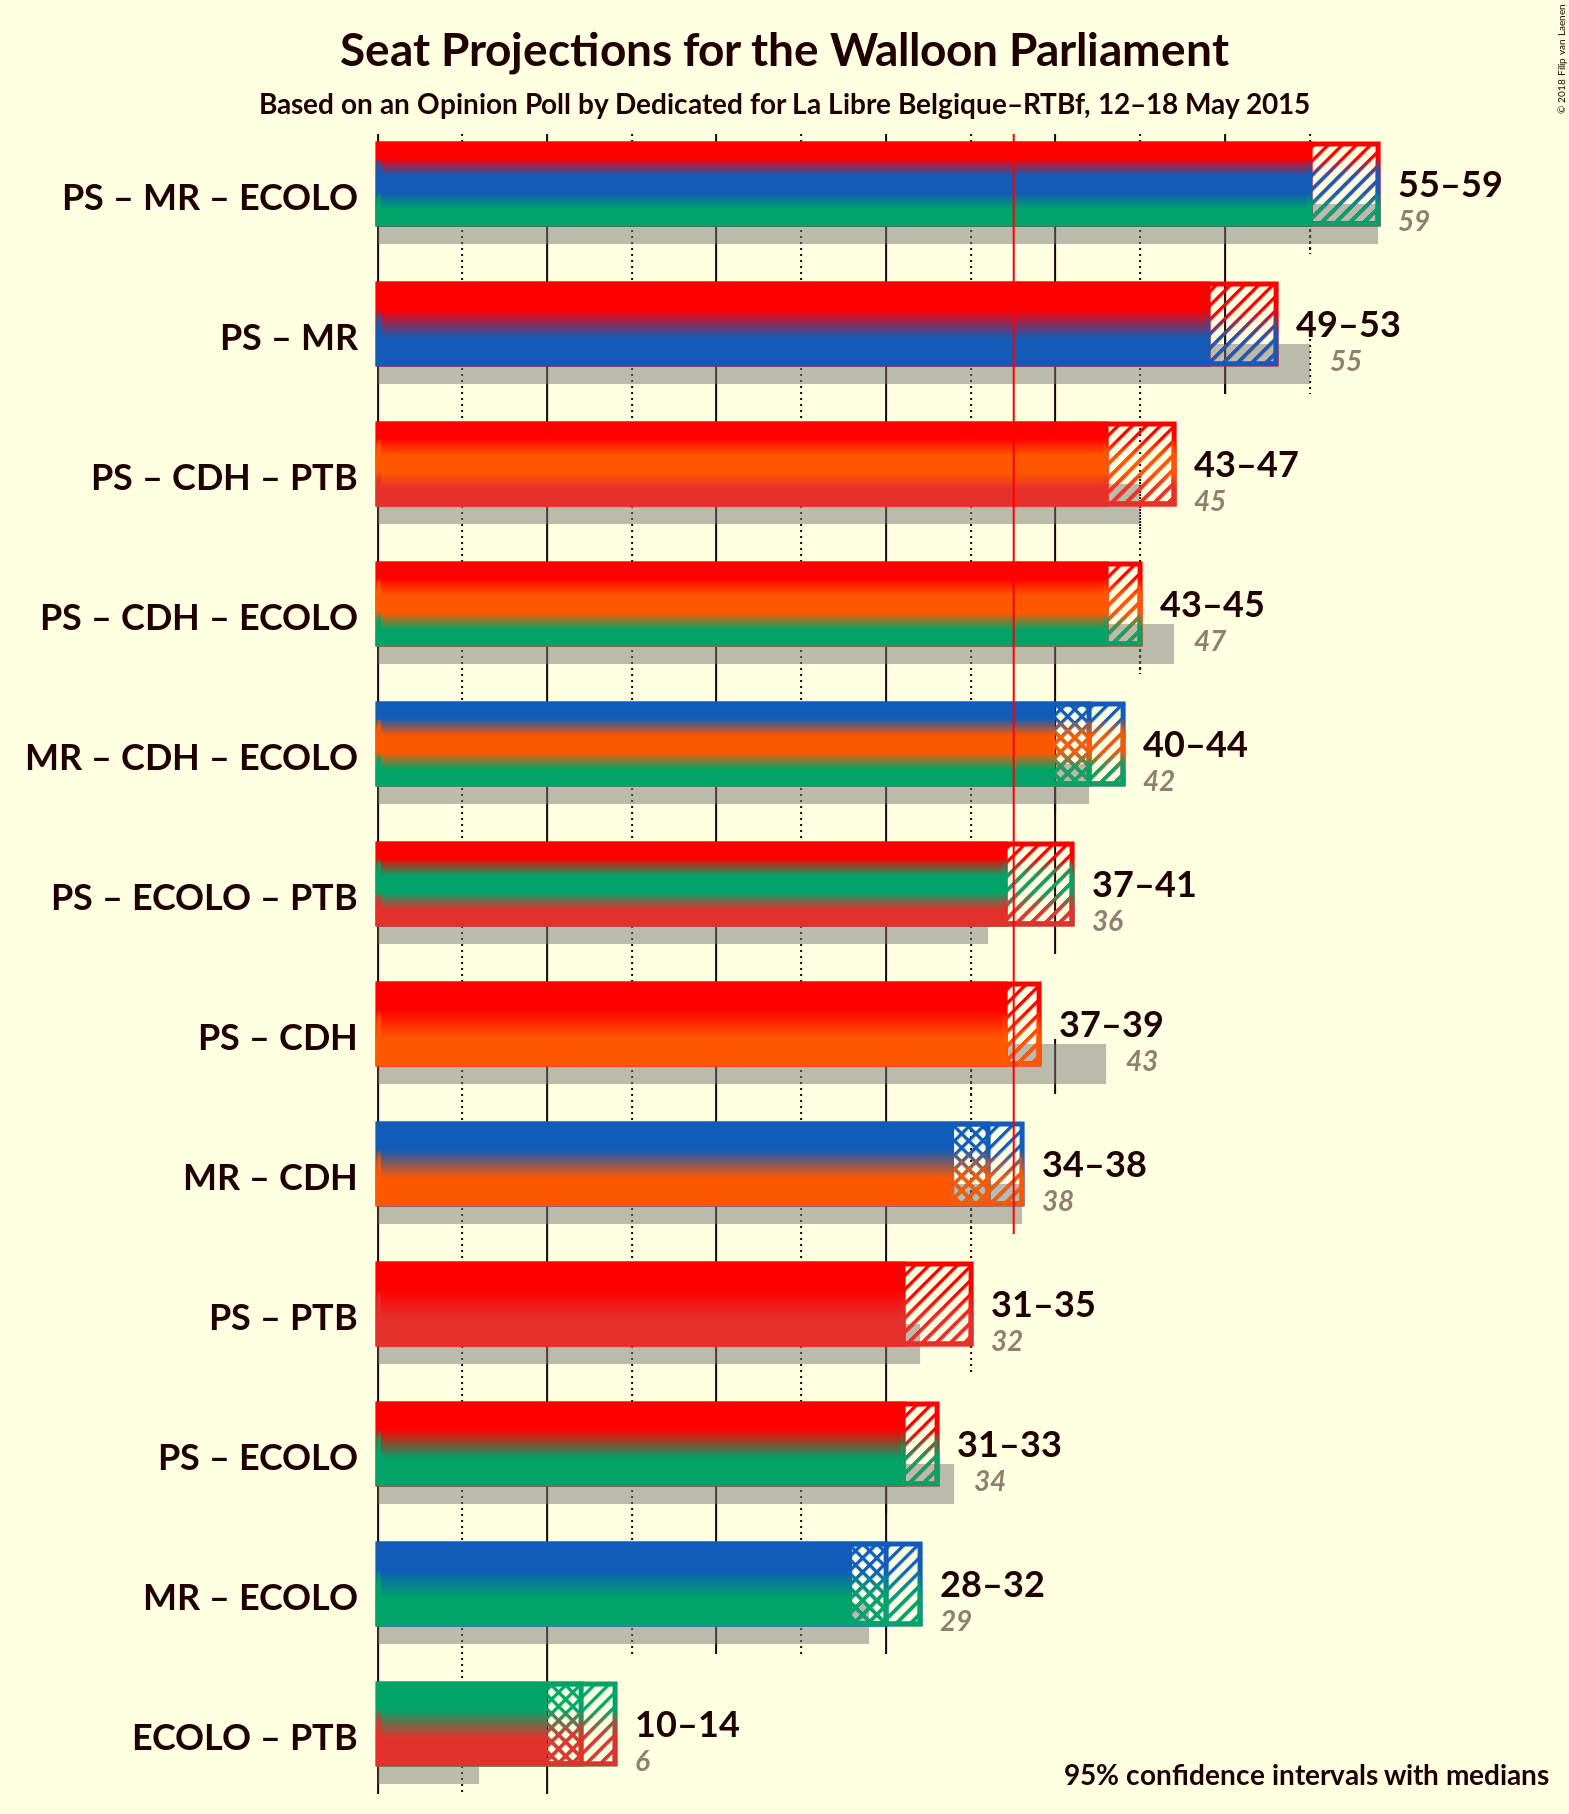 Seat Projections for the Walloon Parliament
Based on an Opinion Poll by Dedicated for La Libre Belgique–RTBf, 12–18 May 2015
© 2018 Filip van Laenen
PS – MR – ECOLO
55–59
59
PS – MR
49–53
55
PS – CDH – PTB
43–47
45
PS – CDH – ECOLO
43–45
47
MR – CDH – ECOLO
40–44
42
PS – ECOLO – PTB
37–41
36
PS – CDH
37–39
43
MR – CDH
34–38
38
PS – PTB
31–35
32
PS – ECOLO
31–33
34
MR – ECOLO
28–32
29
ECOLO – PTB
10–14
6
95% confidence intervals with medians